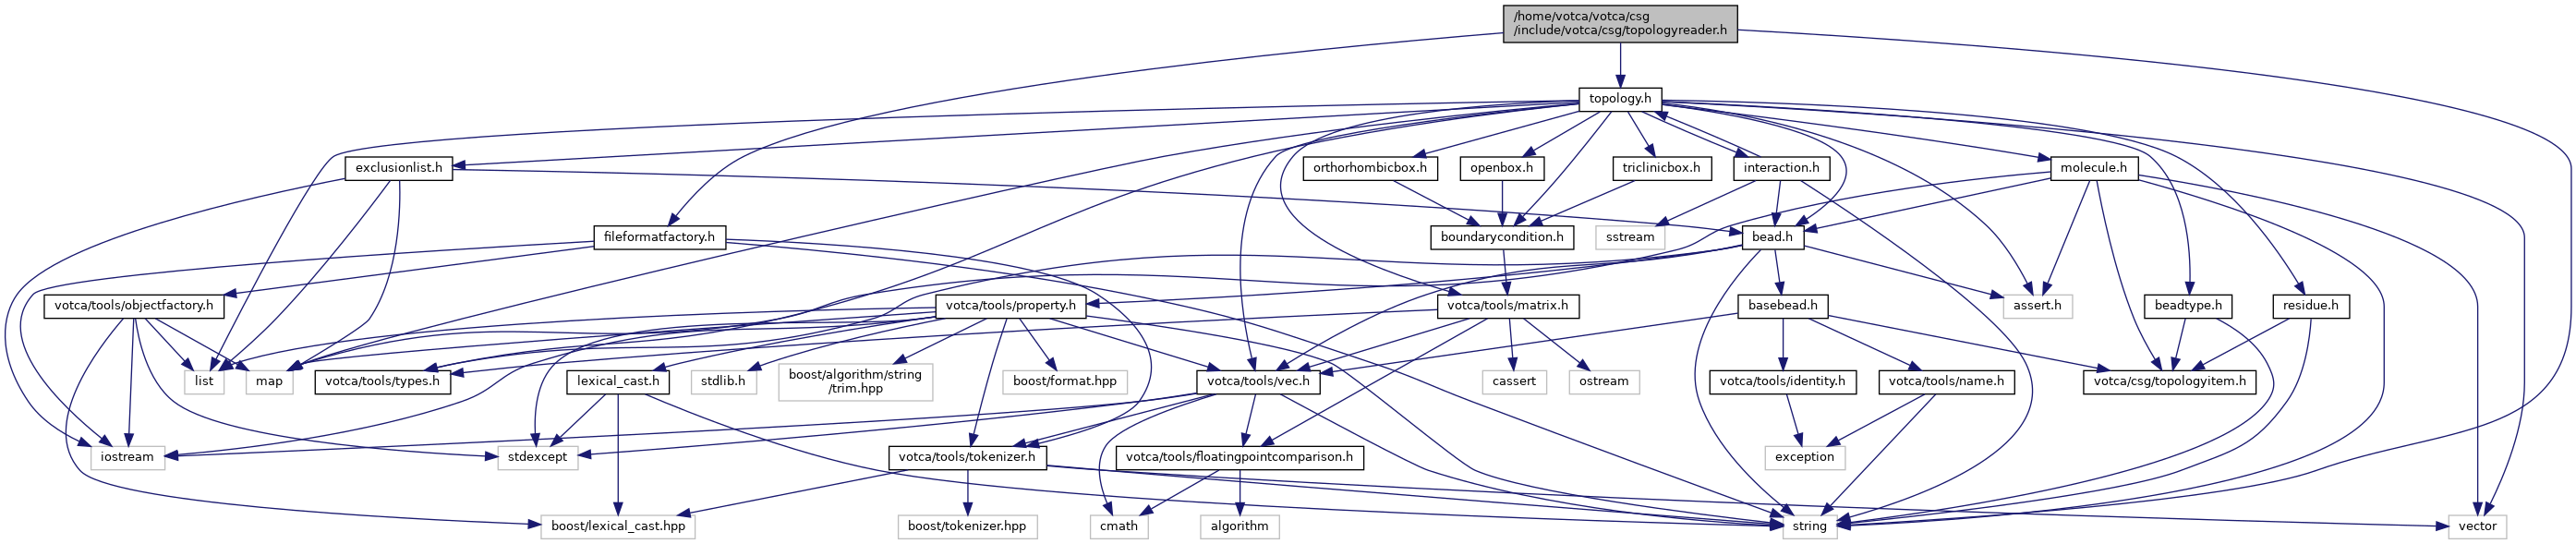 /home/votca/votca/csg
/include/votca/csg/topologyreader.h
topology.h
exclusionlist.h
orthorhombicbox.h
openbox.h
triclinicbox.h
interaction.h
molecule.h
fileformatfactory.h
boundarycondition.h
sstream
bead.h
votca/tools/objectfactory.h
votca/tools/property.h
votca/tools/matrix.h
basebead.h
assert.h
beadtype.h
residue.h
list
map
votca/tools/types.h
lexical_cast.h
stdlib.h
boost/algorithm/string
/trim.hpp
boost/format.hpp
votca/tools/vec.h
cassert
ostream
votca/tools/identity.h
votca/tools/name.h
votca/csg/topologyitem.h
iostream
stdexcept
votca/tools/tokenizer.h
votca/tools/floatingpointcomparison.h
exception
boost/lexical_cast.hpp
boost/tokenizer.hpp
cmath
algorithm
string
vector